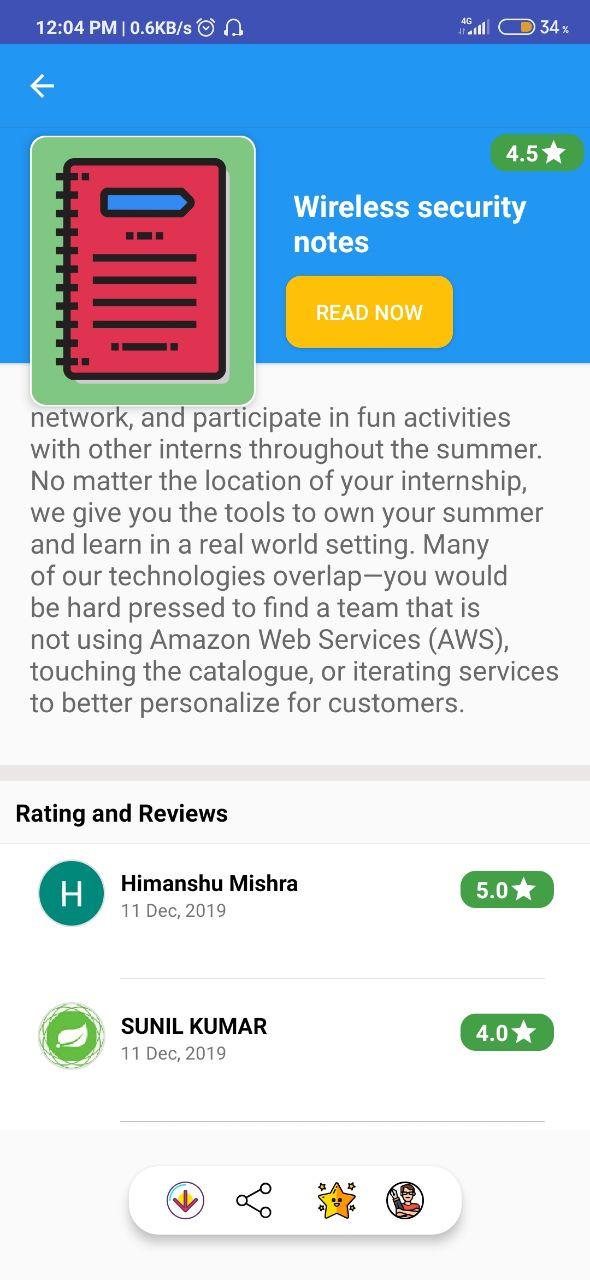 12:04 PM | 0.6KB/s
4G
34 %
4.5
Wireless security
notes
READ NOW
network, and participate in fun activities
with other interns throughout the summer.
No matter the location of your internship,
we give you the tools to own your summer
and learn in a real world setting. Many
of our technologies overlap—you would
be hard pressed to find a team that is
not using Amazon Web Services (AWS),
touching the catalogue, or iterating services
to better personalize for customers.
Rating and Reviews
H
Himanshu Mishra
5.0
11 Dec, 2019
SUNIL KUMAR
4.0
11 Dec, 2019